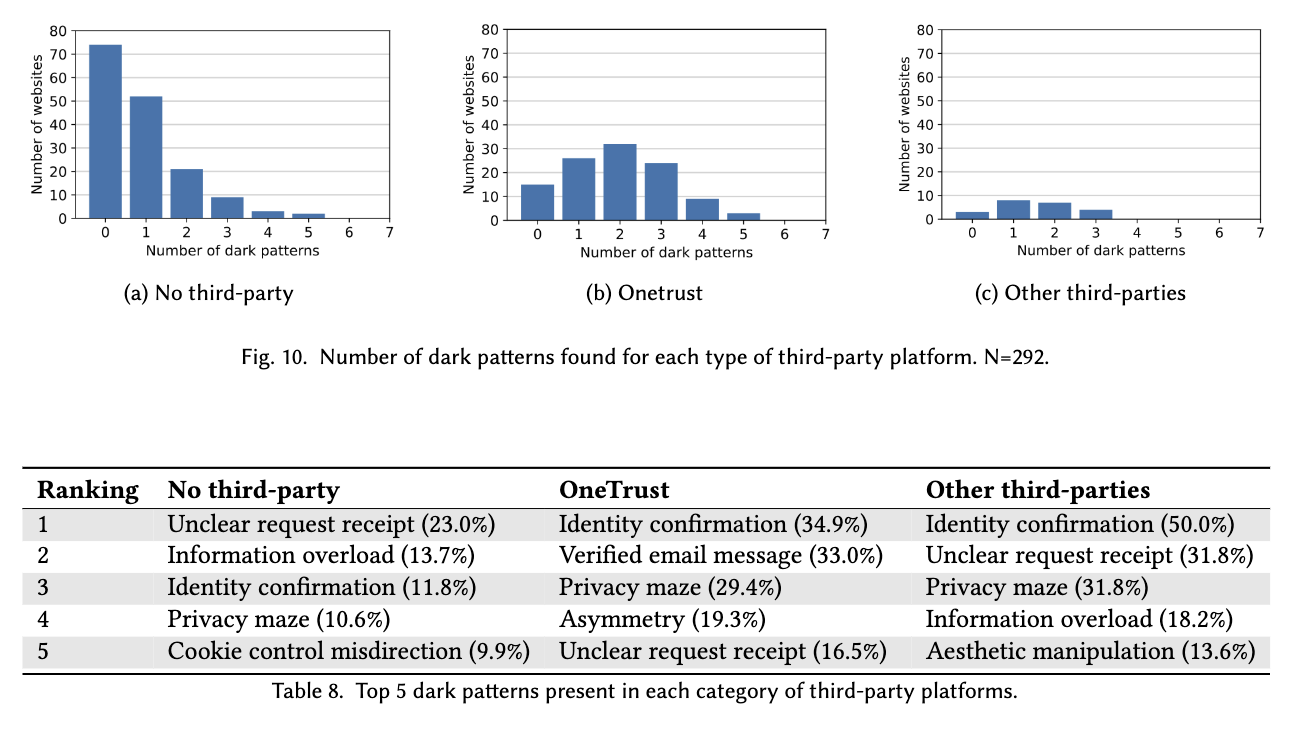 80
70
60
50
40
30
20
10
0
Number of websites
0 1 2 3 4 5 6 7
Number of dark patterns
(a) No third-party
80
70
60
50
40
30
20
10
0
Number of websites
0 1 2 3 4 5 6 7
Number of dark patterns
(b) Onetrust
80
70
60
50
40
30
20
10
0
Number of websites
0 1 2 3 4 5 6 7
Number of dark patterns
(c) Other third-parties
Fig. 10. Number of dark patterns found for each type of third-party platform. N=292.
Ranking No third-party OneTrust Other third-parties
1 Unclear request receipt (23.0%) Identity confirmation (34.9%) Identity confirmation (50.0%)
2 Information overload (13.7%) Verified email message (33.0%) Unclear request receipt (31.8%)
3 Identity confirmation (11.8%) Privacy maze (29.4%) Privacy maze (31.8%)
4 Privacy maze (10.6%) Asymmetry (19.3%) Information overload (18.2%)
5 Cookie control misdirection (9.9%) Unclear request receipt (16.5%) Aesthetic manipulation (13.6%)
Table 8. Top 5 dark patterns present in each category of third-party platforms.